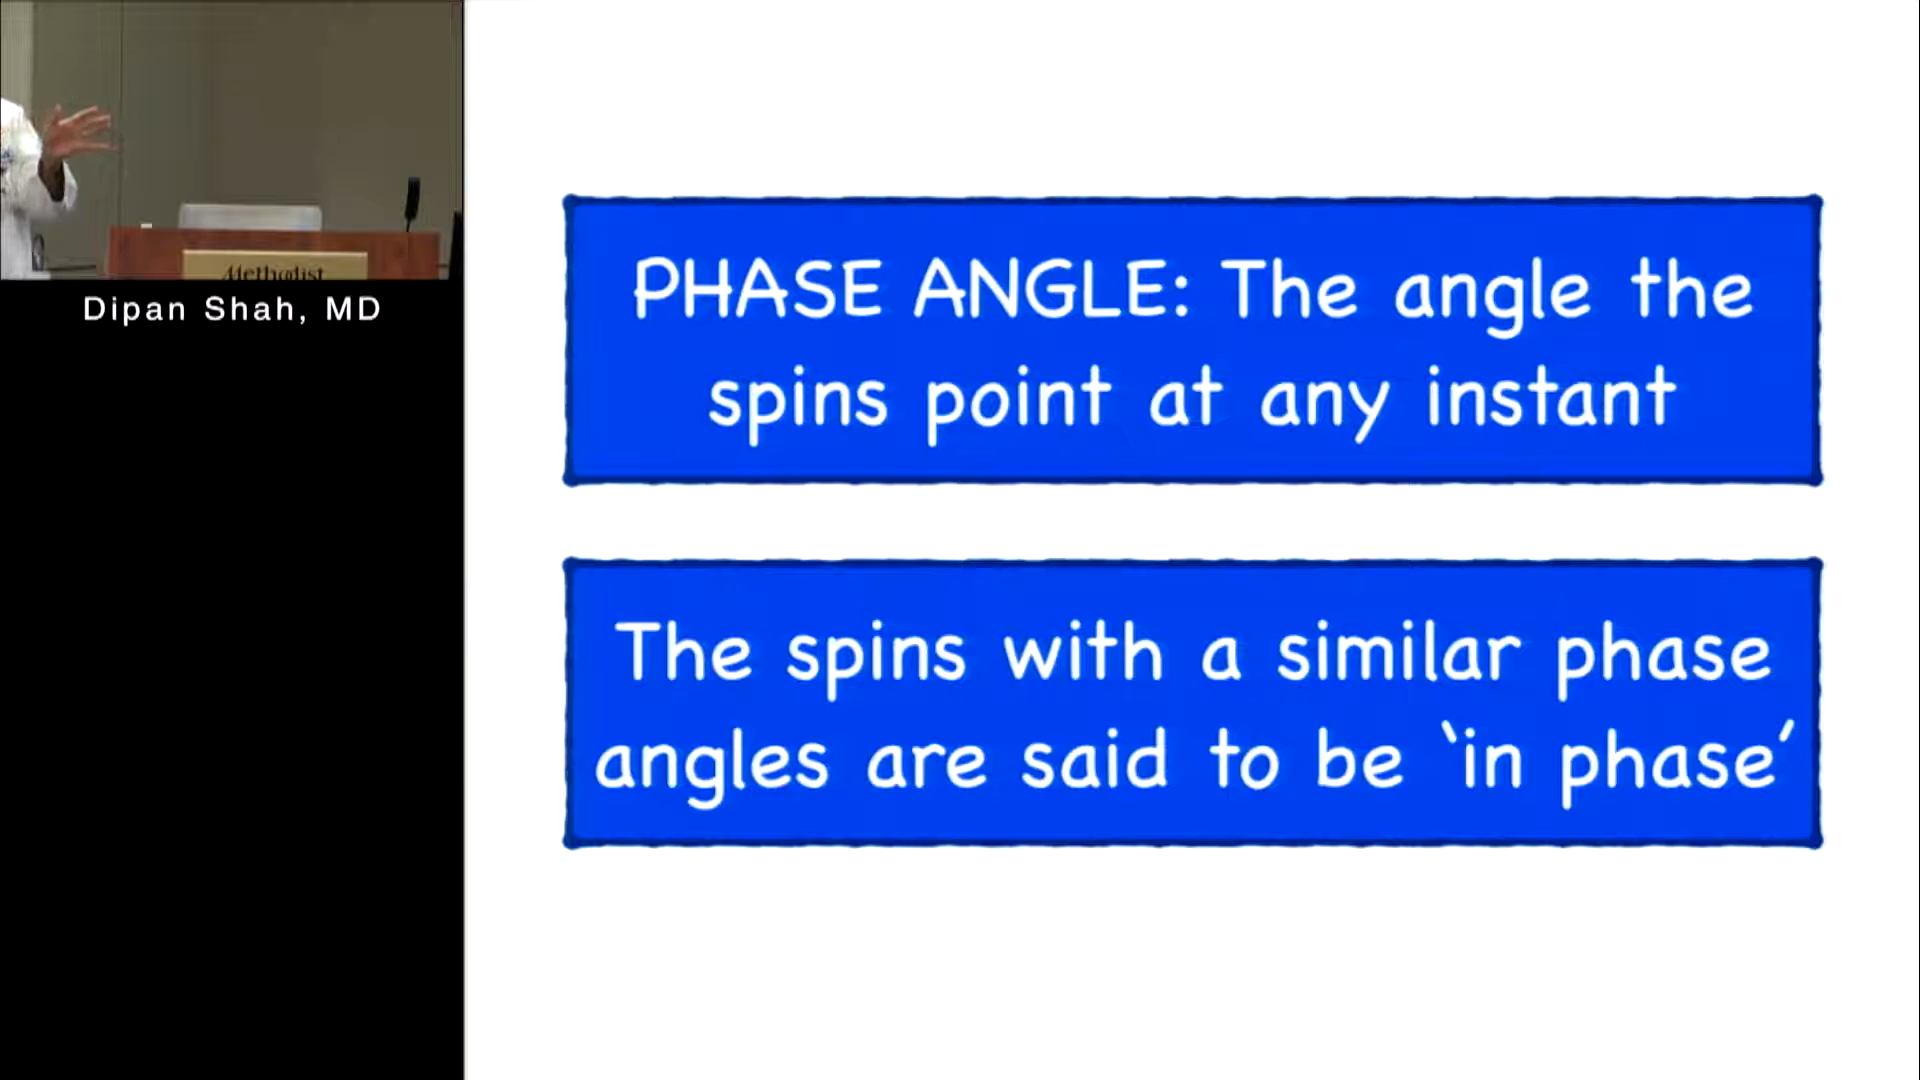 Methodist
Dipan Shah, MD
PHASE ANGLE: The angle the
spins point at any instant
The spins with a similar phase
angles are said to be ‘in phase’